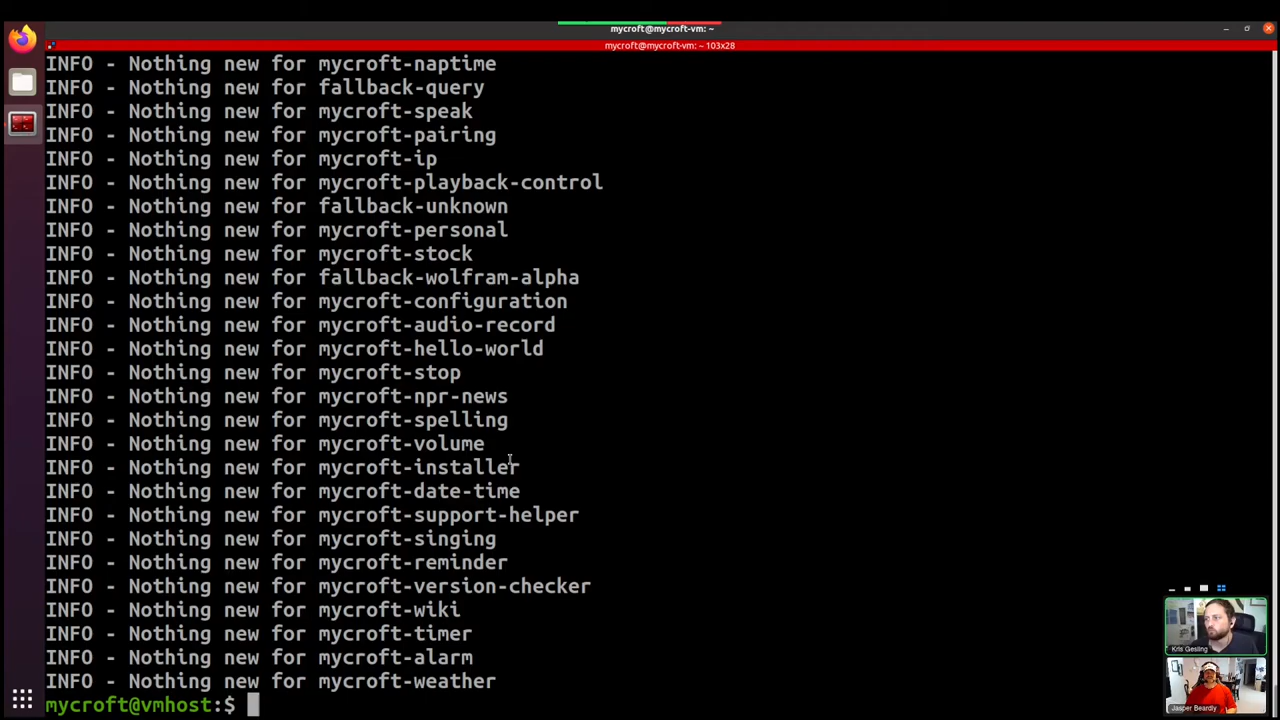 mycroft@mycroft-vm: ~
mycroft@mycroft-vm: ~ 103x28
INFO - Nothing new for mycroft-naptime
INFO - Nothing new for fallback-query
INFO - Nothing new for mycroft-speak
INFO - Nothing new for mycroft-pairing
INFO - Nothing new for mycroft-ip
INFO - Nothing new for mycroft-playback-control
INFO - Nothing new for fallback-unknown
INFO - Nothing new for mycroft-personal
INFO - Nothing new for mycroft-stock
INFO - Nothing new for fallback-wolfram-alpha
INFO - Nothing new for mycroft-configuration
INFO - Nothing new for mycroft-audio-record
INFO - Nothing new for mycroft-hello-world
INFO - Nothing new for mycroft-stop
INFO - Nothing new for mycroft-npr-news
INFO - Nothing new for mycroft-spelling
INFO - Nothing new for mycroft-volume
INFO - Nothing new for mycroft-installer
INFO - Nothing new for mycroft-date-time
INFO - Nothing new for mycroft-support-helper
INFO - Nothing new for mycroft-singing
INFO - Nothing new for mycroft-reminder
INFO - Nothing new for mycroft-version-checker
INFO - Nothing new for mycroft-wiki
INFO - Nothing new for mycroft-timer
INFO - Nothing new for mycroft-alarm
INFO - Nothing new for mycroft-weather
mycroft@vmhost:$
Kris Gesling
Jasper Beardly